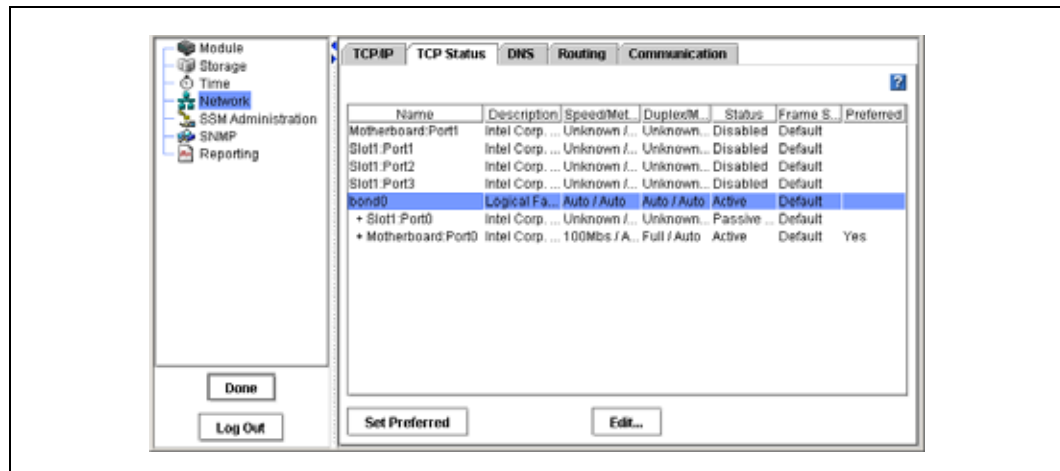 Module
Storage
Time
Network
SSM Administration
SNMP
Reporting
Done
Log Out
TCP/IP TCP Status DNS Routing Communication
?
Name Description Speed/Met... Duplex/M... Status Frame S... Preferred
Motherboard:Port1 Intel Corp. ... Unknown /... Unknown... Disabled Default
Slot1:Port1 Intel Corp. ... Unknown /... Unknown... Disabled Default
Slot1:Port2 Intel Corp. ... Unknown /... Unknown... Disabled Default
Slot1:Port3 Intel Corp. ... Unknown /... Unknown... Disabled Default
bond0 Logical Fa... Auto / Auto Auto / Auto Active Default
+ Slot1:Port0 Intel Corp. ... Unknown /... Unknown... Passive ... Default
+ Motherboard:Port0 Intel Corp. ... 100Mbs / A... Full / Auto Active Default Yes
Set Preferred Edit...